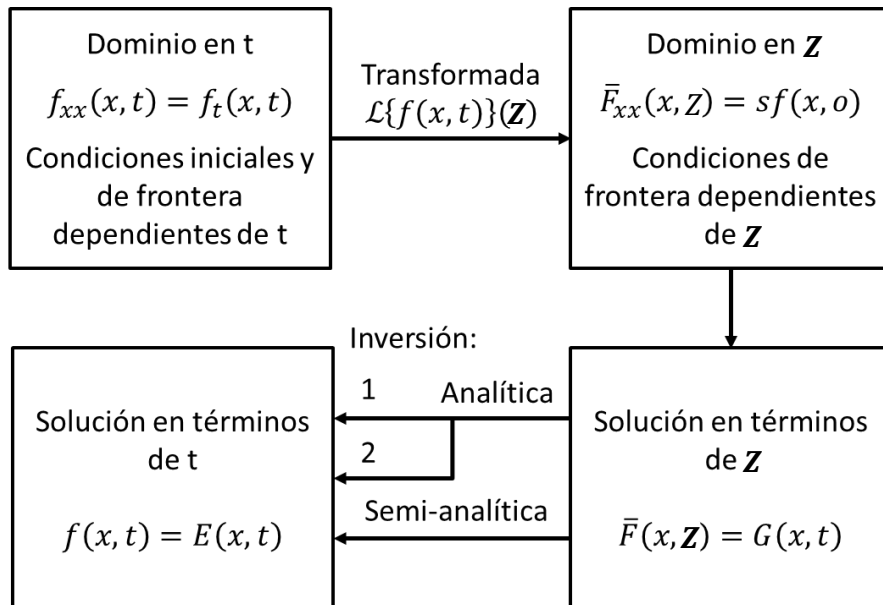 Dominio en t
f_{xx}(x, t) = f_t(x, t)
Condiciones iniciales y
de frontera
dependientes de t
Transformada
ℒ{f(x, t)}(Z)
Dominio en Z
F̄_{xx}(x, Z) = sf(x, o)
Condiciones de
frontera dependientes
de Z
Inversión:
1
Analítica
2
Semi-analítica
Solución en términos
de t
f(x, t) = E(x, t)
Solución en términos
de Z
F̄(x, Z) = G(x, t)